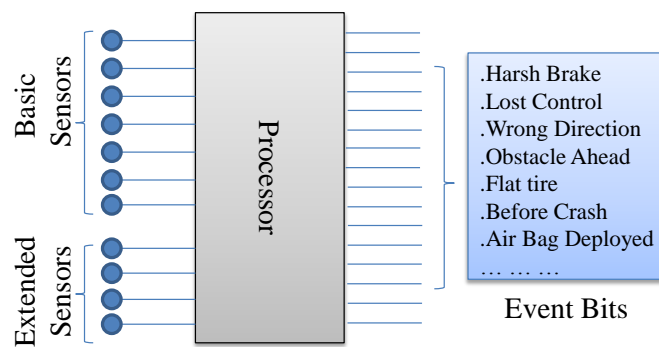 Basic
Sensors
Extended
Sensors
Processor
.Harsh Brake
.Lost Control
.Wrong Direction
.Obstacle Ahead
.Flat tire
.Before Crash
.Air Bag Deployed
… … …
Event Bits